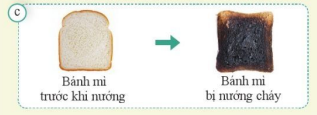 c
Bánh mì
trước khi nướng
Bánh mì
bị nướng cháy